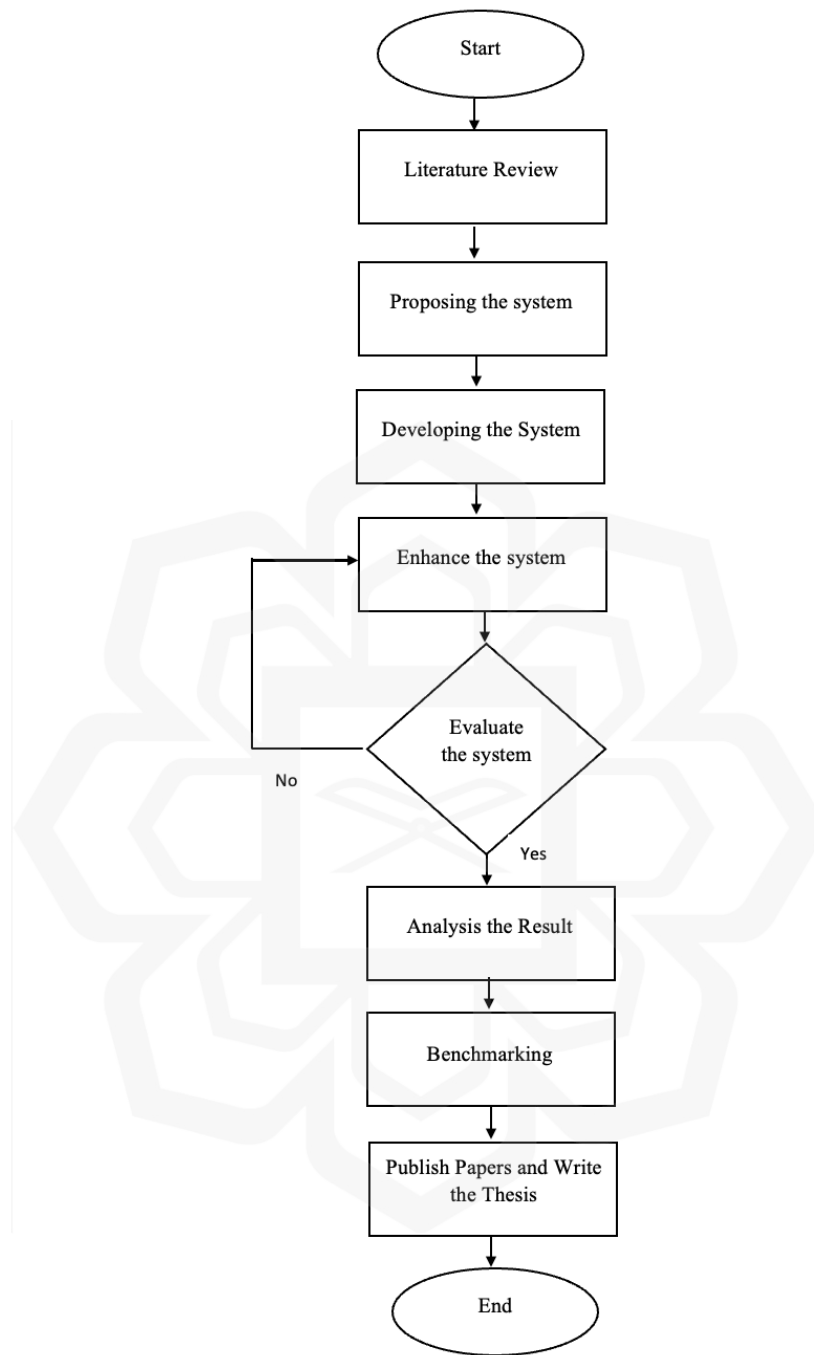 Start
Literature Review
Proposing the system
Developing the System
Enhance the system
Evaluate
the system
No
Yes
Analysis the Result
Benchmarking
Publish Papers and Write
the Thesis
End